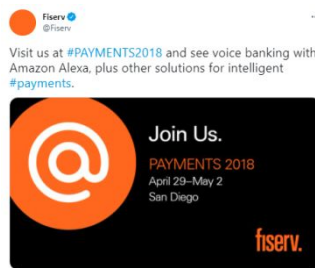 Fiserv
@Fiserv
Visit us at #PAYMENTS2018 and see voice banking with
Amazon Alexa, plus other solutions for intelligent
#payments.
@
Join Us.
PAYMENTS 2018
April 29–May 2
San Diego
fiserv.